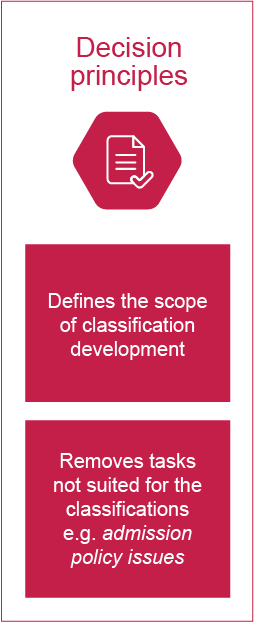 Decision
principles
Defines the scope
of classification
development
Removes tasks
not suited for the
classifications
e.g. admission
policy issues